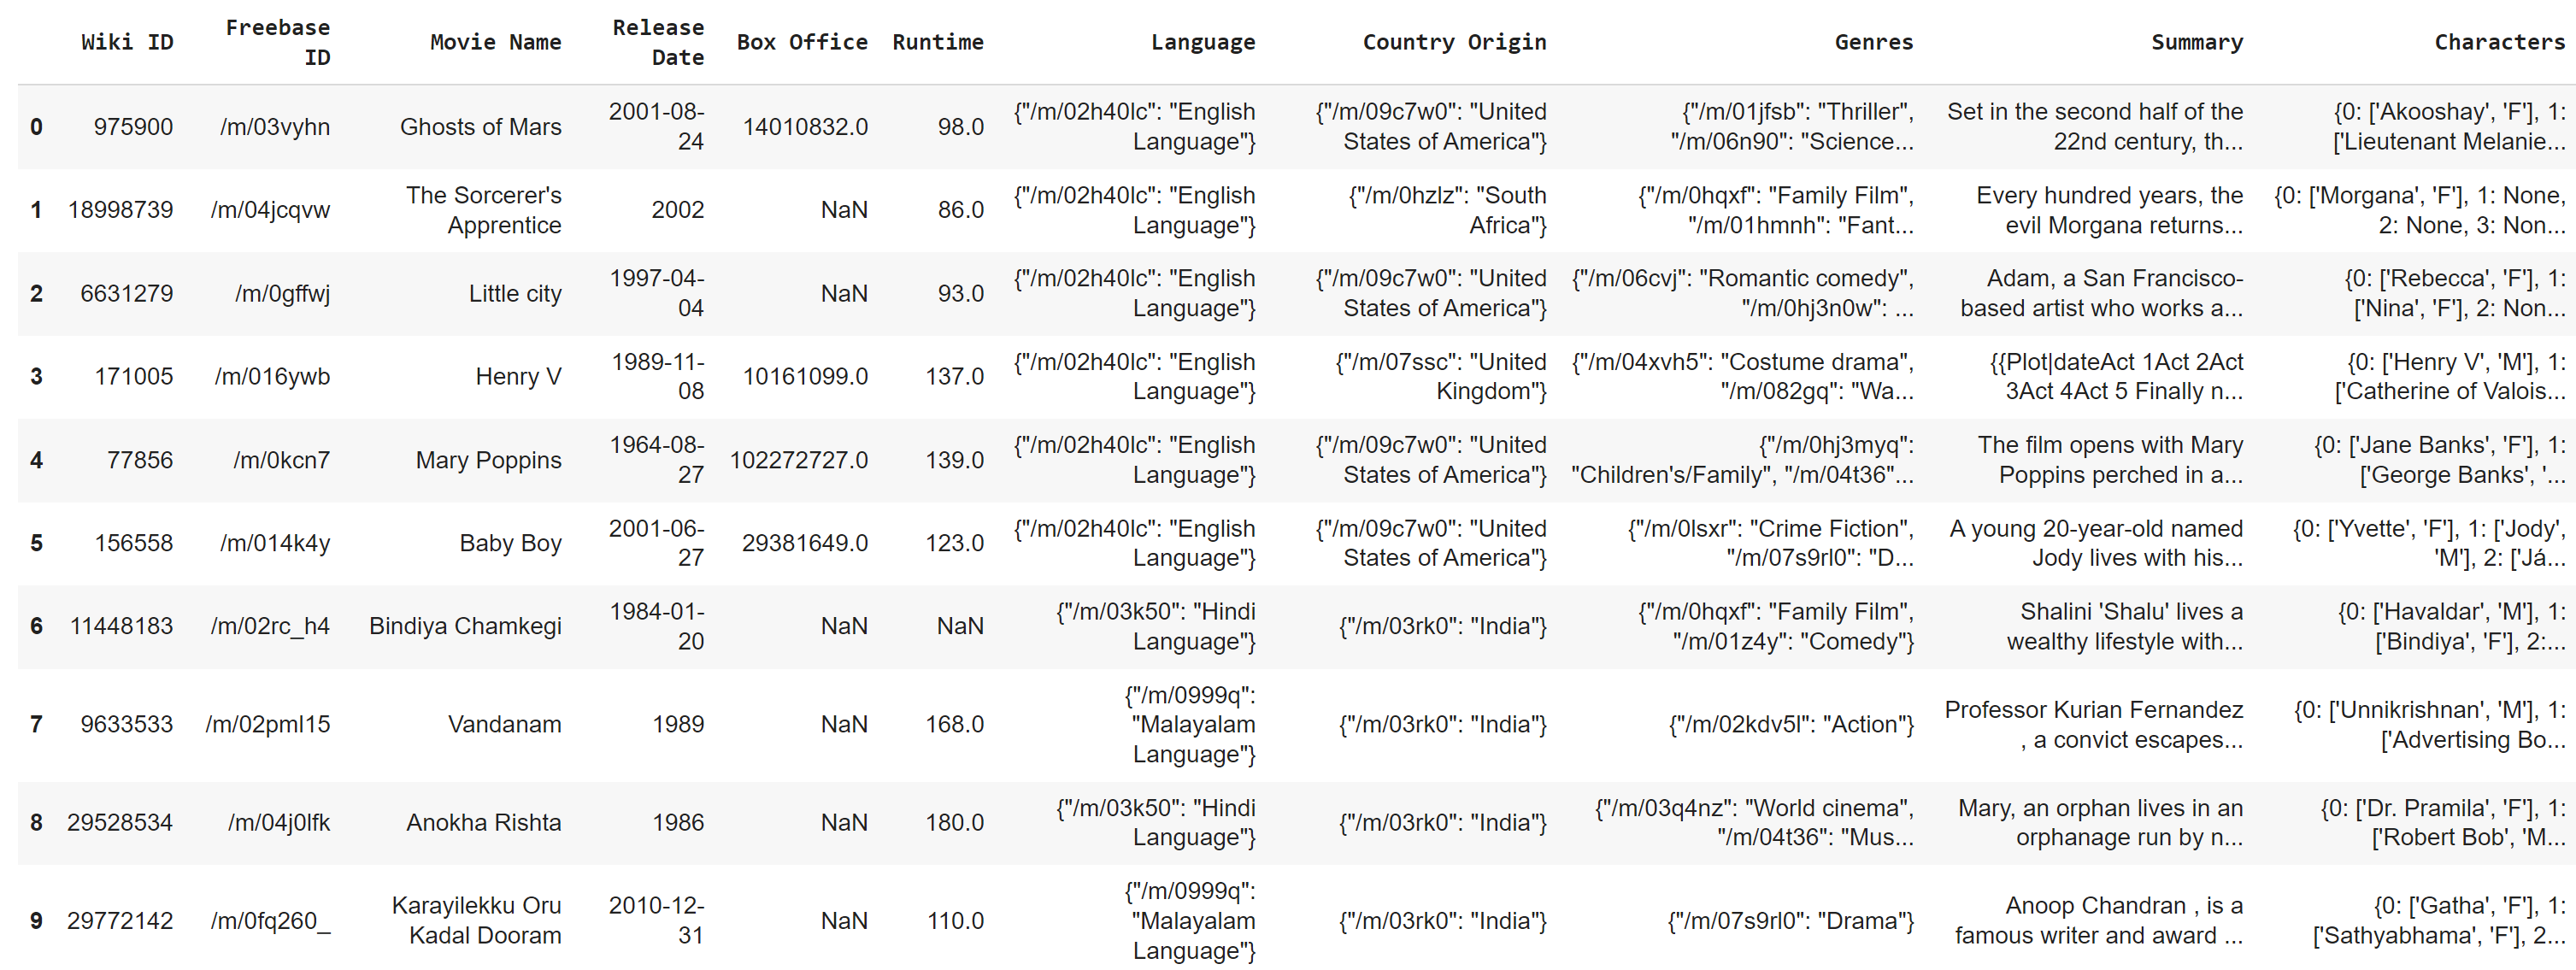 Wiki ID Freebase ID Movie Name Release Date Box Office Runtime Language Country Origin Genres Summary Characters
0 975900 /m/03vyhn Ghosts of Mars 2001-08-24 14010832.0 98.0 {"/m/02h40lc": "English Language"} {"/m/09c7w0": "United States of America"} {"/m/01jfsb": "Thriller", "/m/06n90": "Science... Set in the second half of the 22nd century, th... {0: ['Akooshay', 'F'], 1: ['Lieutenant Melanie...
1 18998739 /m/04jcqvw The Sorcerer's Apprentice 2002 NaN 86.0 {"/m/02h40lc": "English Language"} {"/m/0hzlz": "South Africa"} {"/m/0hqxf": "Family Film", "/m/01hmnh": "Fant... Every hundred years, the evil Morgana returns... {0: ['Morgana', 'F'], 1: None, 2: None, 3: Non...
2 6631279 /m/0gffwj Little city 1997-04-04 NaN 93.0 {"/m/02h40lc": "English Language"} {"/m/09c7w0": "United States of America"} {"/m/06cvj": "Romantic comedy", "/m/0hj3n0w": ... Adam, a San Francisco-based artist who works a... {0: ['Rebecca', 'F'], 1: ['Nina', 'F'], 2: Non...
3 171005 /m/016ywb Henry V 1989-11-08 10161099.0 137.0 {"/m/02h40lc": "English Language"} {"/m/07ssc": "United Kingdom"} {"/m/04xvh5": "Costume drama", "/m/082gq": "Wa... {{Plot|dateAct 1Act 2Act 3Act 4Act 5 Finally n... {0: ['Henry V', 'M'], 1: ['Catherine of Valois...
4 77856 /m/0kcn7 Mary Poppins 1964-08-27 102272727.0 139.0 {"/m/02h40lc": "English Language"} {"/m/09c7w0": "United States of America"} {"/m/0hj3myq": "Children's/Family", "/m/04t36"... The film opens with Mary Poppins perched in a... {0: ['Jane Banks', 'F'], 1: ['George Banks', '...
5 156558 /m/014k4y Baby Boy 2001-06-27 29381649.0 123.0 {"/m/02h40lc": "English Language"} {"/m/09c7w0": "United States of America"} {"/m/0lsxr": "Crime Fiction", "/m/07s9rl0": "D... A young 20-year-old named Jody lives with his... {0: ['Yvette', 'F'], 1: ['Jody', 'M'], 2: ['Já...
6 11448183 /m/02rc_h4 Bindiya Chamkegi 1984-01-20 NaN NaN {"/m/03k50": "Hindi Language"} {"/m/03rk0": "India"} {"/m/0hqxf": "Family Film", "/m/01z4y": "Comedy"} Shalini 'Shalu' lives a wealthy lifestyle with... {0: ['Havaldar', 'M'], 1: ['Bindiya', 'F'], 2:...
7 9633533 /m/02pml15 Vandanam 1989 NaN 168.0 {"/m/0999q": "Malayalam Language"} {"/m/03rk0": "India"} {"/m/02kdv5l": "Action"} Professor Kurian Fernandez , a convict escapes... {0: ['Unnikrishnan', 'M'], 1: ['Advertising Bo...
8 29528534 /m/04j0lfk Anokha Rishta 1986 NaN 180.0 {"/m/03k50": "Hindi Language"} {"/m/03rk0": "India"} {"/m/03q4nz": "World cinema", "/m/04t36": "Mus... Mary, an orphan lives in an orphanage run by n... {0: ['Dr. Pramila', 'F'], 1: ['Robert Bob', 'M...
9 29772142 /m/0fq260_ Karayilekku Oru Kadal Dooram 2010-12-31 NaN 110.0 {"/m/0999q": "Malayalam Language"} {"/m/03rk0": "India"} {"/m/07s9rl0": "Drama"} Anoop Chandran , is a famous writer and award ... {0: ['Gatha', 'F'], 1: ['Sathyabhama', 'F'], 2...